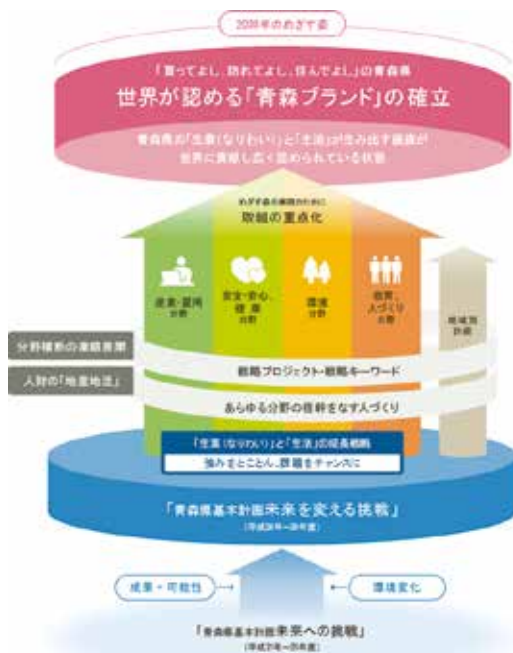 2030年のめざす姿
「買ってよし、訪れてよし、住んでよし」の青森県
世界が認める「青森ブランド」の確立
青森県の「生業（なりわい）」と「生活」が生み出す価値が
世界に貢献し広く認められている状態
めざす姿の実現のために
取組の重点化
産業・雇用
分野
安全・安心、
健康
分野
環境
分野
教育、
人づくり
分野
地域別
計画
分野横断の連携展開
人財の「地産地活」
戦略プロジェクト・戦略キーワード
あらゆる分野の根幹をなす人づくり
「生業（なりわい）」と「生活」の成長戦略
強みをとことん、課題をチャンスに
「青森県基本計画未来を変える挑戦」
成果・可能性
環境変化
「青森県基本計画未来への挑戦」